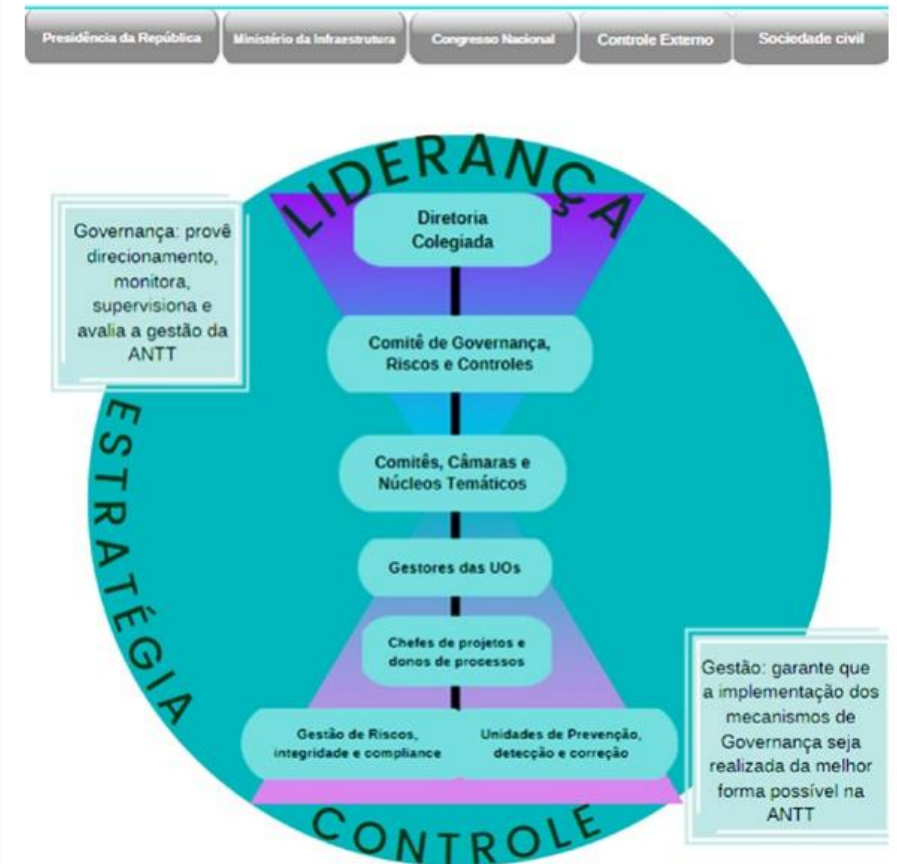 Presidência da República
Ministério da Infraestrutura
Congresso Nacional
Controle Externo
Sociedade civil
LIDERANÇA
Governança: provê
direcionamento,
monitora,
supervisiona e
avalia a gestão da
ANTT
Diretoria
Colegiada
Comitê de Governança,
Riscos e Controles
ESTRATÉGIA
Comitês, Câmaras e
Núcleos Temáticos
Gestores das UOs
Chefes de projetos e
donos de processos
Gestão de Riscos,
integridade e compliance
Unidades de Prevenção,
detecção e correção
Gestão: garante que
a implementação dos
mecanismos de
Governança seja
realizada da melhor
forma possível na
ANTT
CONTROLE